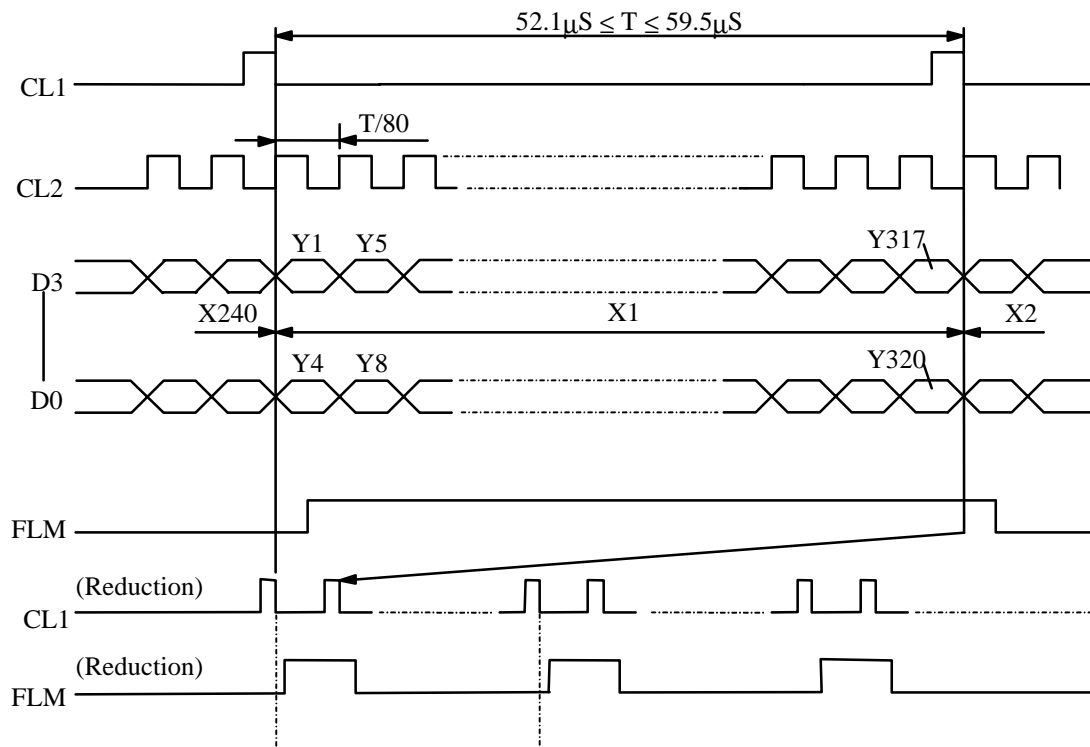 52.1μS ≤ T ≤ 59.5μS
CL1
T/80
CL2
Y1 Y5 Y317
D3
X240 X1 X2
Y4 Y8 Y320
D0
FLM
(Reduction)
CL1
(Reduction)
FLM